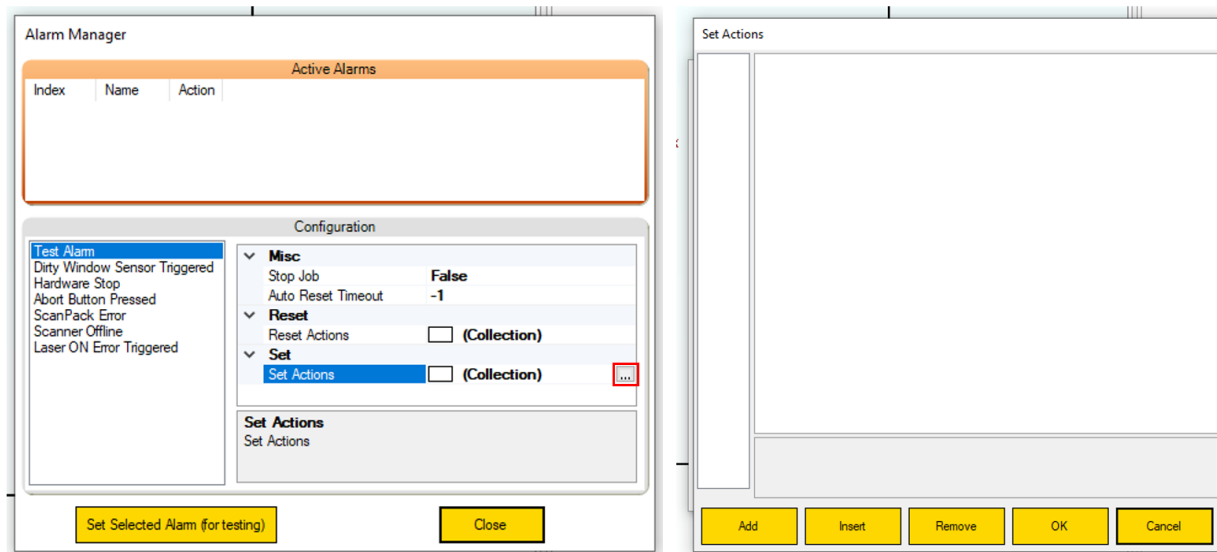 Alarm Manager
Active Alarms
Index Name Action
Configuration
Test Alarm
Dirty Window Sensor Triggered
Hardware Stop
Abort Button Pressed
ScanPack Error
Scanner Offline
Laser ON Error Triggered
Misc
Stop Job False
Auto Reset Timeout -1
Reset
Reset Actions (Collection)
Set
Set Actions (Collection) ...
Set Actions
Set Actions
Set Selected Alarm (for testing) Close
Set Actions
Add Insert Remove OK Cancel